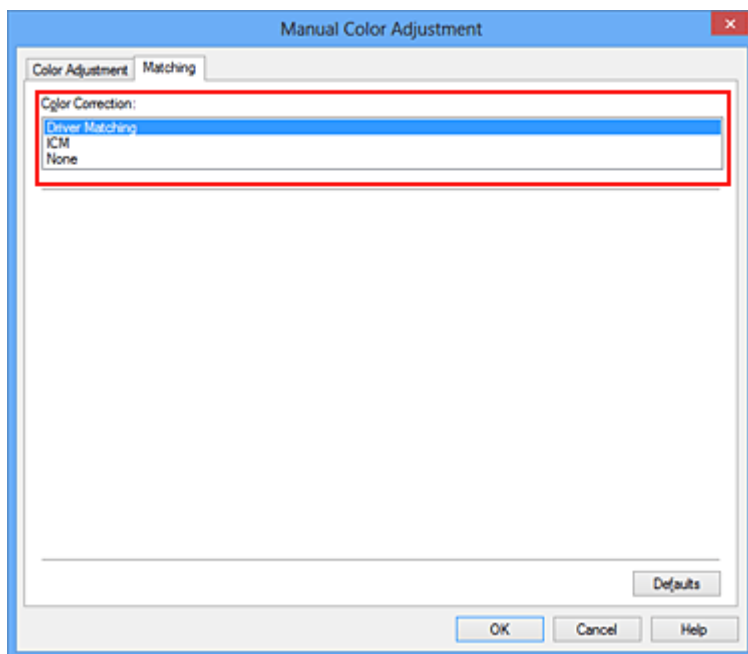 Manual Color Adjustment
Color Adjustment Matching
Color Correction:
Driver Matching
ICM
None
Defaults
OK Cancel Help